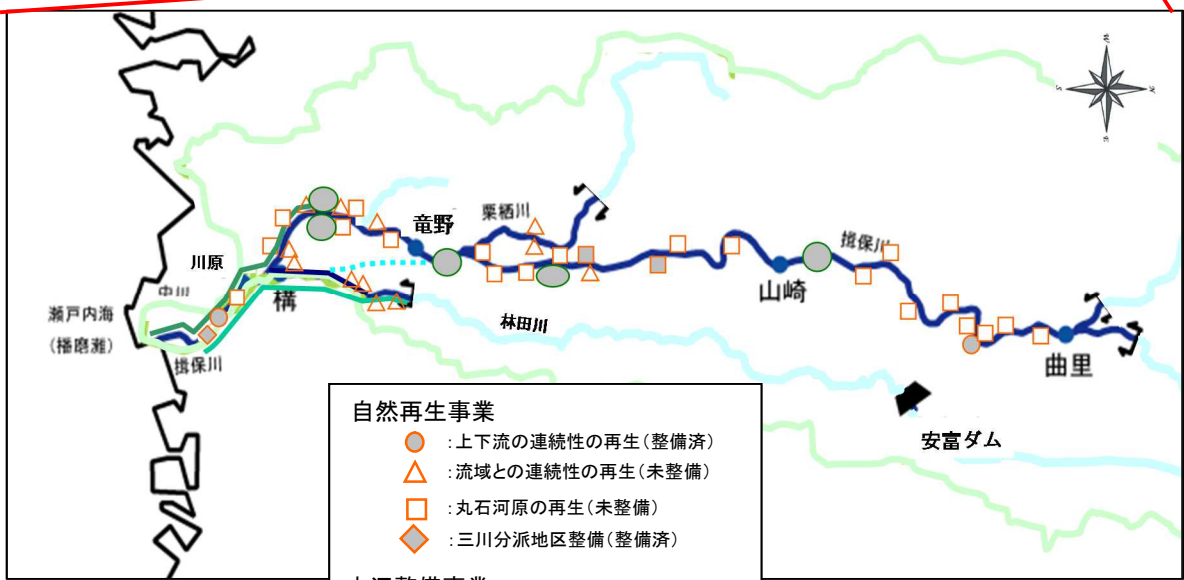 竜野
栗栖川
揖保川
川原
山崎
構
瀬戸内海
(播磨灘)
林田川
揖保川
曲里
安富ダム
自然再生事業
:上下流の連続性の再生(整備済)
:流域との連続性の再生(未整備)
:丸石河原の再生(未整備)
:三川分派地区整備(整備済)